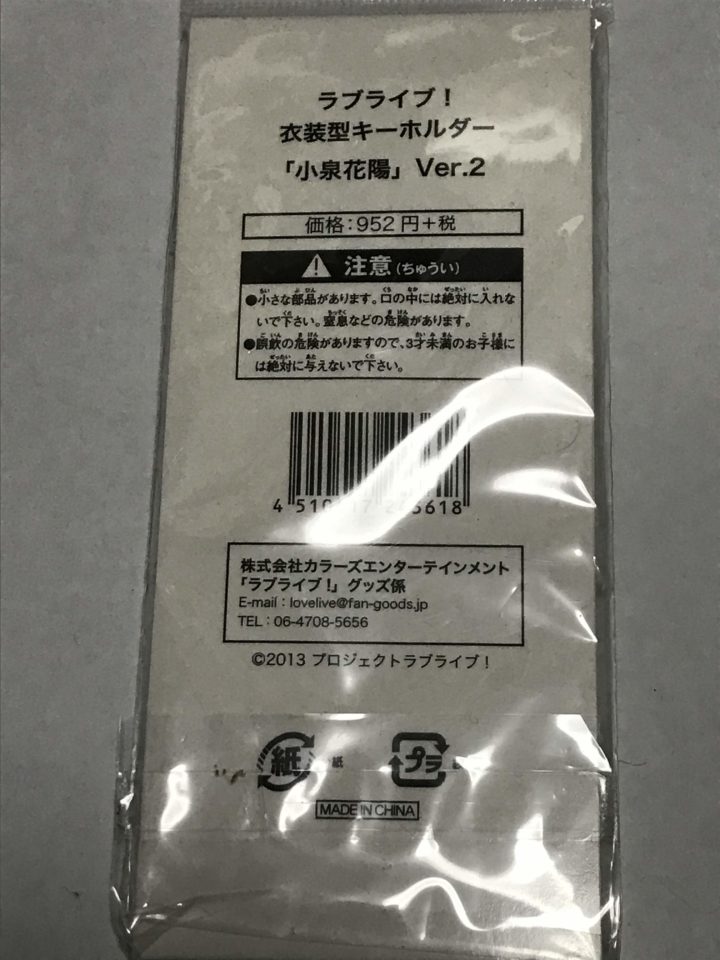 ラブライブ！
衣装型キーホルダー
「小泉花陽」Ver.2
価格：952円+税
注意（ちゅうい）
●小さな部品があります。口の中には絶対に入れな
いで下さい。窒息などの危険があります。
●誤飲の危険がありますので、3才未満のお子様に
は絶対に与えないで下さい。
株式会社カラーズエンターテインメント
「ラブライブ！」グッズ係
E-mail：lovelive@fan-goods.jp
TEL：06-4708-5656
©2013 プロジェクトラブライブ！
紙 紙
プラ
MADE IN CHINA